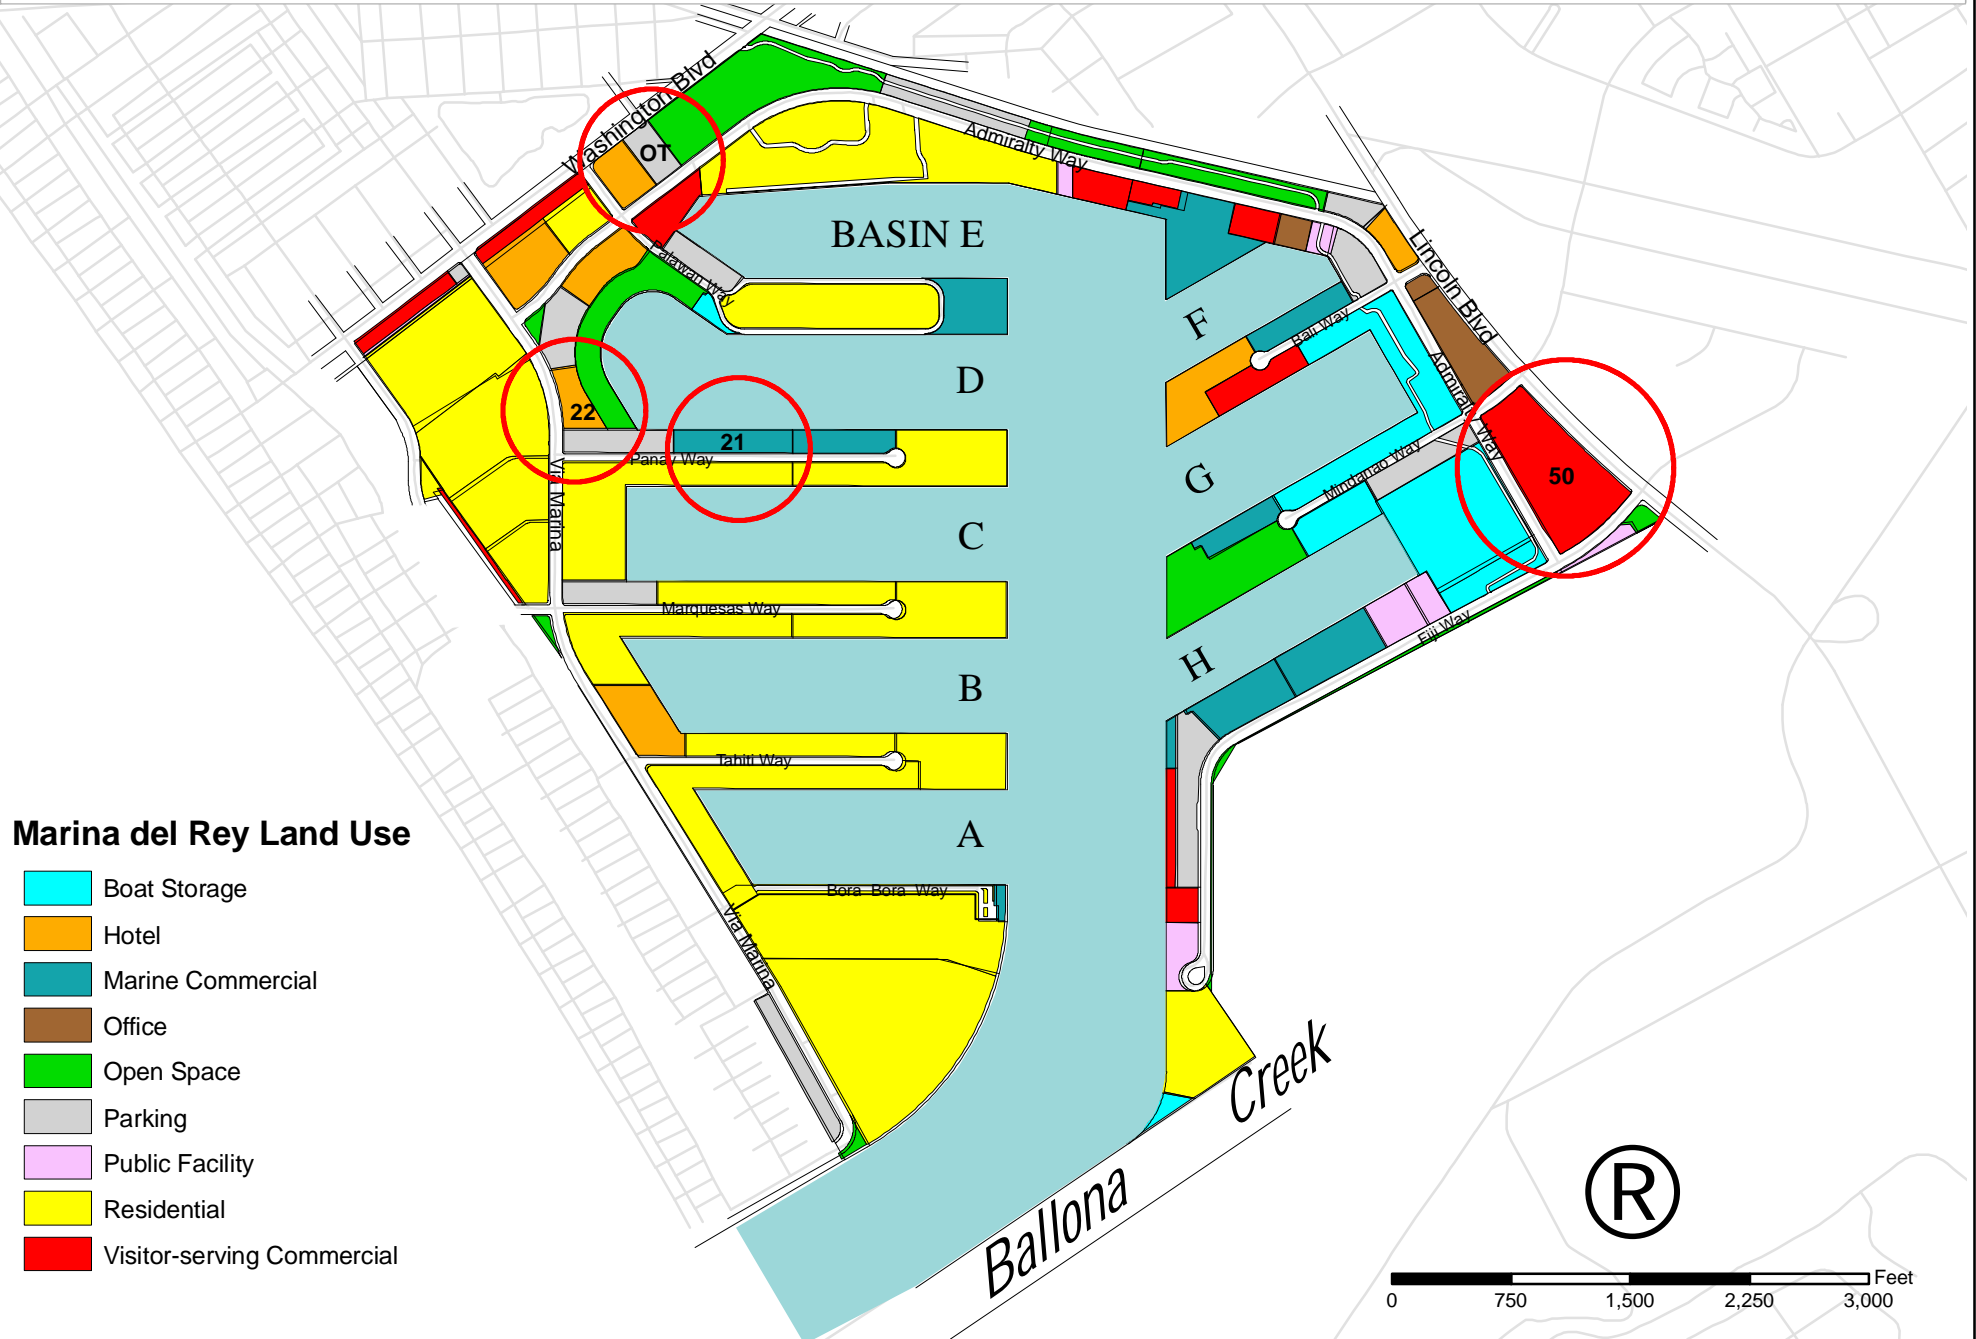 Washington Blvd
OT
Admiralty Way
BASIN E
Palawan Way
Lincoln Blvd
F
Bali Way
D
Admiralty Way
22
21
Panay Way
G
Mindanao Way
50
Via Marina
C
Marquesas Way
Fiji Way
H
B
Tahiti Way
A
Bora Bora Way
Via Marina
Marina del Rey Land Use
Boat Storage
Hotel
Marine Commercial
Office
Open Space
Parking
Public Facility
Residential
Visitor-serving Commercial
Ballona Creek
®
Feet
0 750 1,500 2,250 3,000